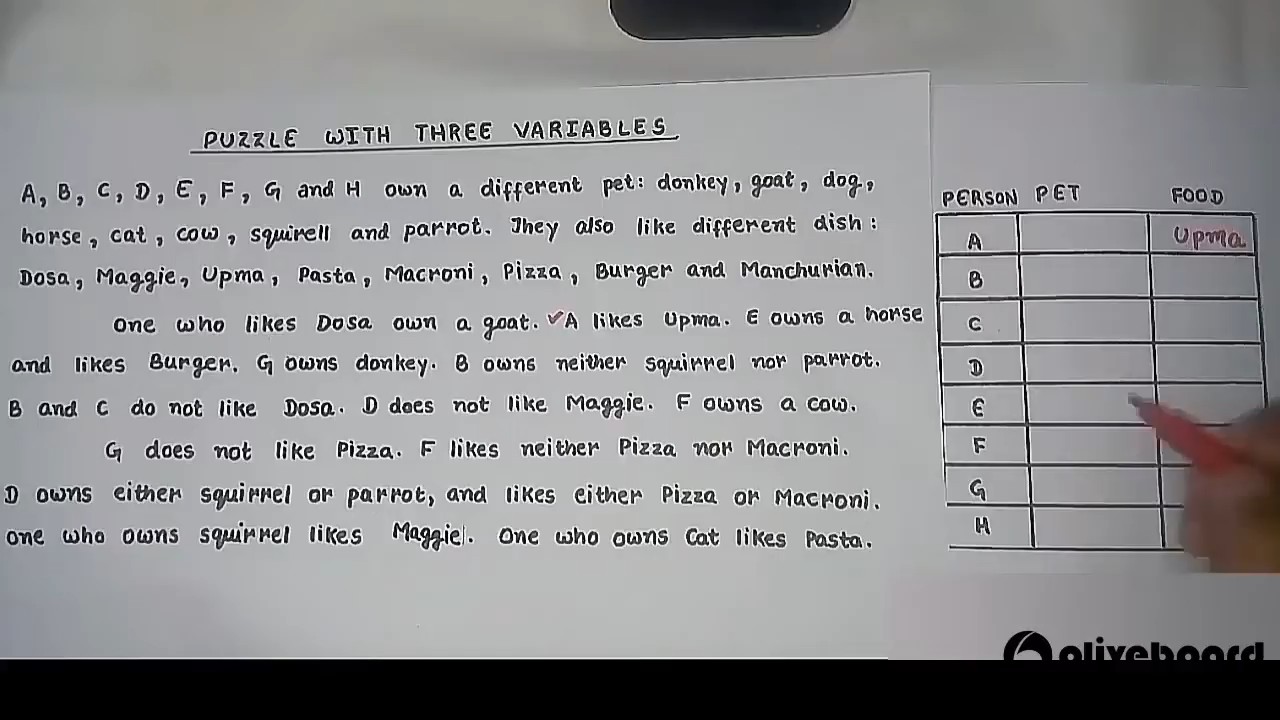 PUZZLE WITH THREE VARIABLES
A, B, C, D, E, F, G and H own a different pet: donkey, goat, dog,
horse, cat, cow, squirell and parrot. They also like different dish:
Dosa, Maggie, Upma, Pasta, Macroni, Pizza, Burger and Manchurian.
One who likes Dosa own a goat. ✓A likes Upma. E owns a horse
and likes Burger. G owns donkey. B owns neither squirrel nor parrot.
B and C do not like Dosa. D does not like Maggie. F owns a cow.
G does not like Pizza. F likes neither Pizza nor Macroni.
D owns either squirrel or parrot, and likes either Pizza or Macroni.
One who owns squirrel likes Maggie. One who owns Cat likes Pasta.
PERSON PET FOOD
A Upma
B
C
D
E
F
G
H
oliveboard